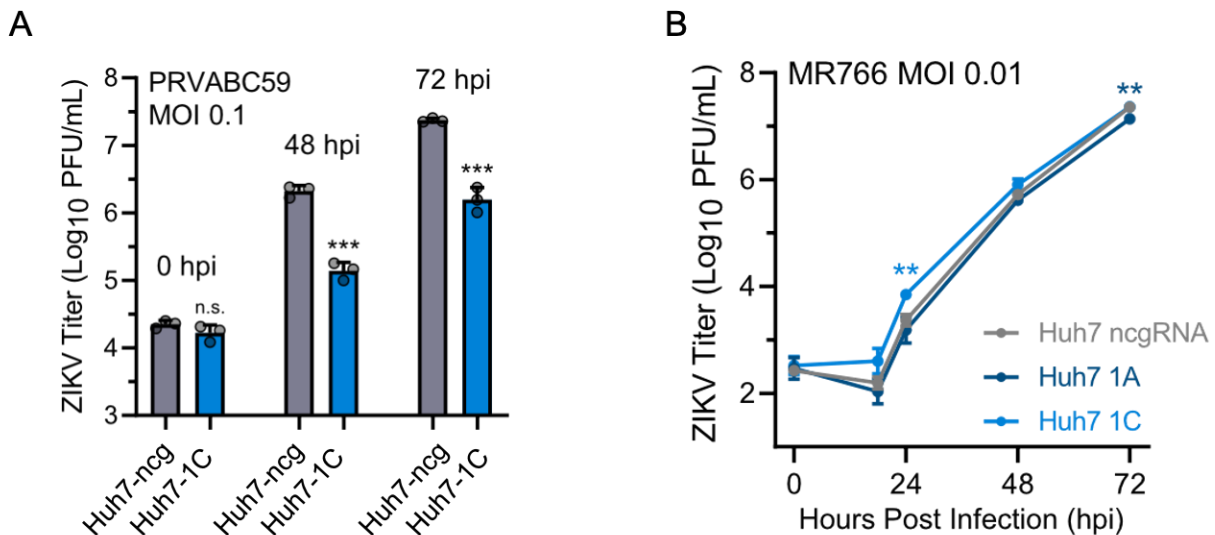 A
ZIKV Titer (Log10 PFU/mL)
8
7
6
5
4
3
PRVABC59
MOI 0.1
0 hpi
n.s.
48 hpi
***
72 hpi
***
Huh7-ncg
Huh7-1C
Huh7-ncg
Huh7-1C
Huh7-ncg
Huh7-1C
B
ZIKV Titer (Log10 PFU/mL)
8
6
4
2
MR766 MOI 0.01
**
**
Huh7 ncgRNA
Huh7 1A
Huh7 1C
0
24
48
72
Hours Post Infection (hpi)